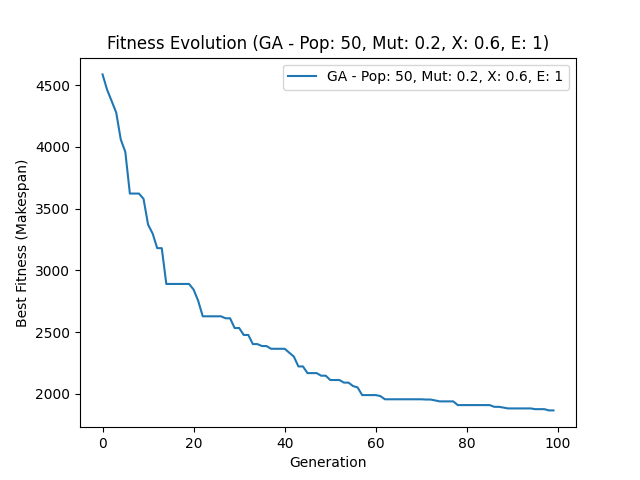 Fitness Evolution (GA - Pop: 50, Mut: 0.2, X: 0.6, E: 1)
GA - Pop: 50, Mut: 0.2, X: 0.6, E: 1
Best Fitness (Makespan)
4500
4000
3500
3000
2500
2000
0 20 40 60 80 100
Generation